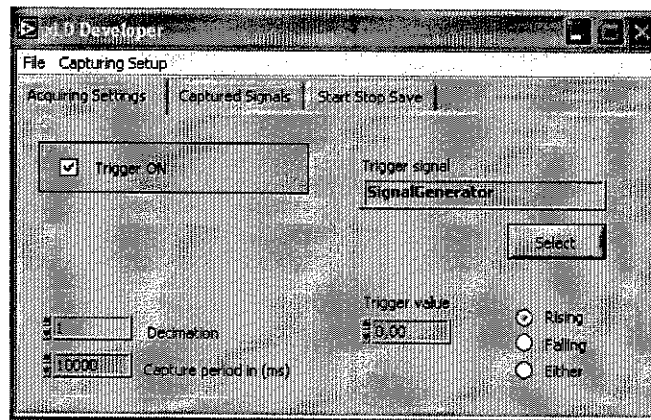 Developer
File Capturing Setup
Acquiring Settings Captured Signals Start Stop Save
Trigger ON
Trigger signal
SignalGenerator
Select
Trigger value
0,00
Rising
Falling
Either
1 Decimation
10000 Capture period in (ms)